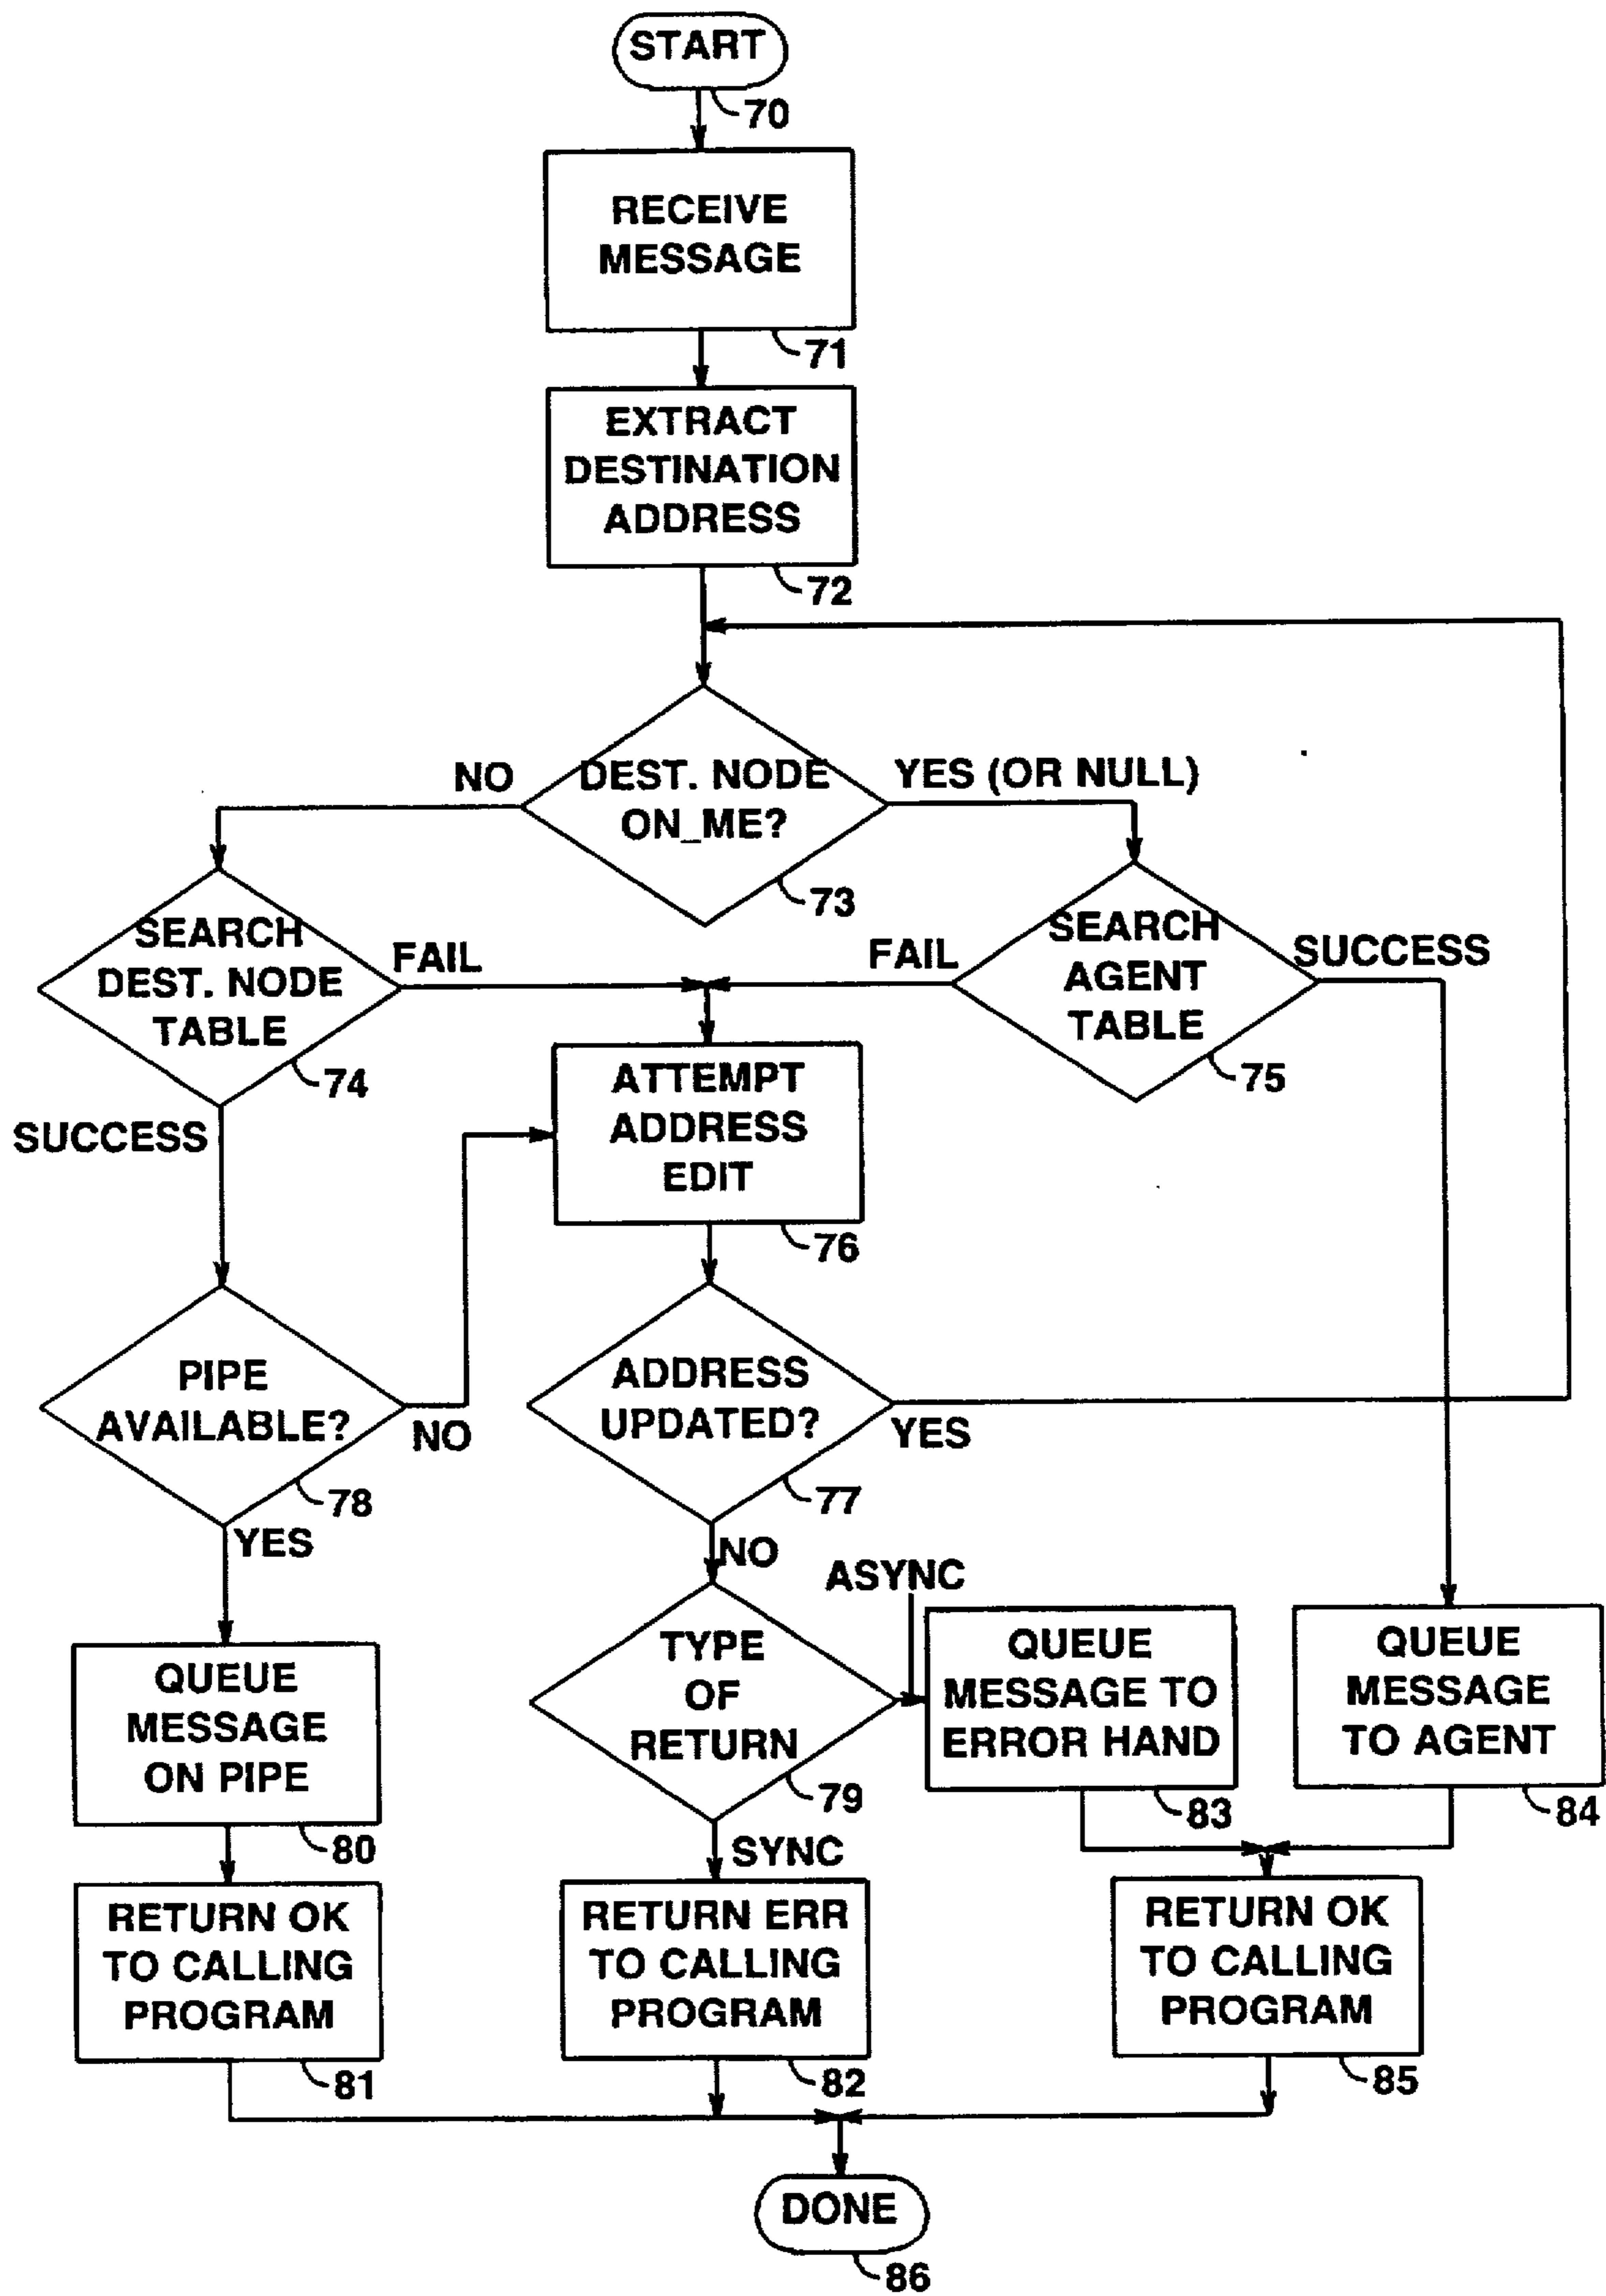 START
70
RECEIVE
MESSAGE
71
EXTRACT
DESTINATION
ADDRESS
72
NO
DEST. NODE
ON_ME?
YES (OR NULL)
73
SEARCH
DEST. NODE
TABLE
FAIL
74
SUCCESS
FAIL
SEARCH
AGENT
TABLE
SUCCESS
75
ATTEMPT
ADDRESS
EDIT
76
PIPE
AVAILABLE?
NO
78
YES
ADDRESS
UPDATED?
YES
77
NO
TYPE
OF
RETURN
79
ASYNC
SYNC
QUEUE
MESSAGE
ON PIPE
80
QUEUE
MESSAGE TO
ERROR HAND
83
QUEUE
MESSAGE
TO AGENT
84
RETURN OK
TO CALLING
PROGRAM
81
RETURN ERR
TO CALLING
PROGRAM
82
RETURN OK
TO CALLING
PROGRAM
85
DONE
86